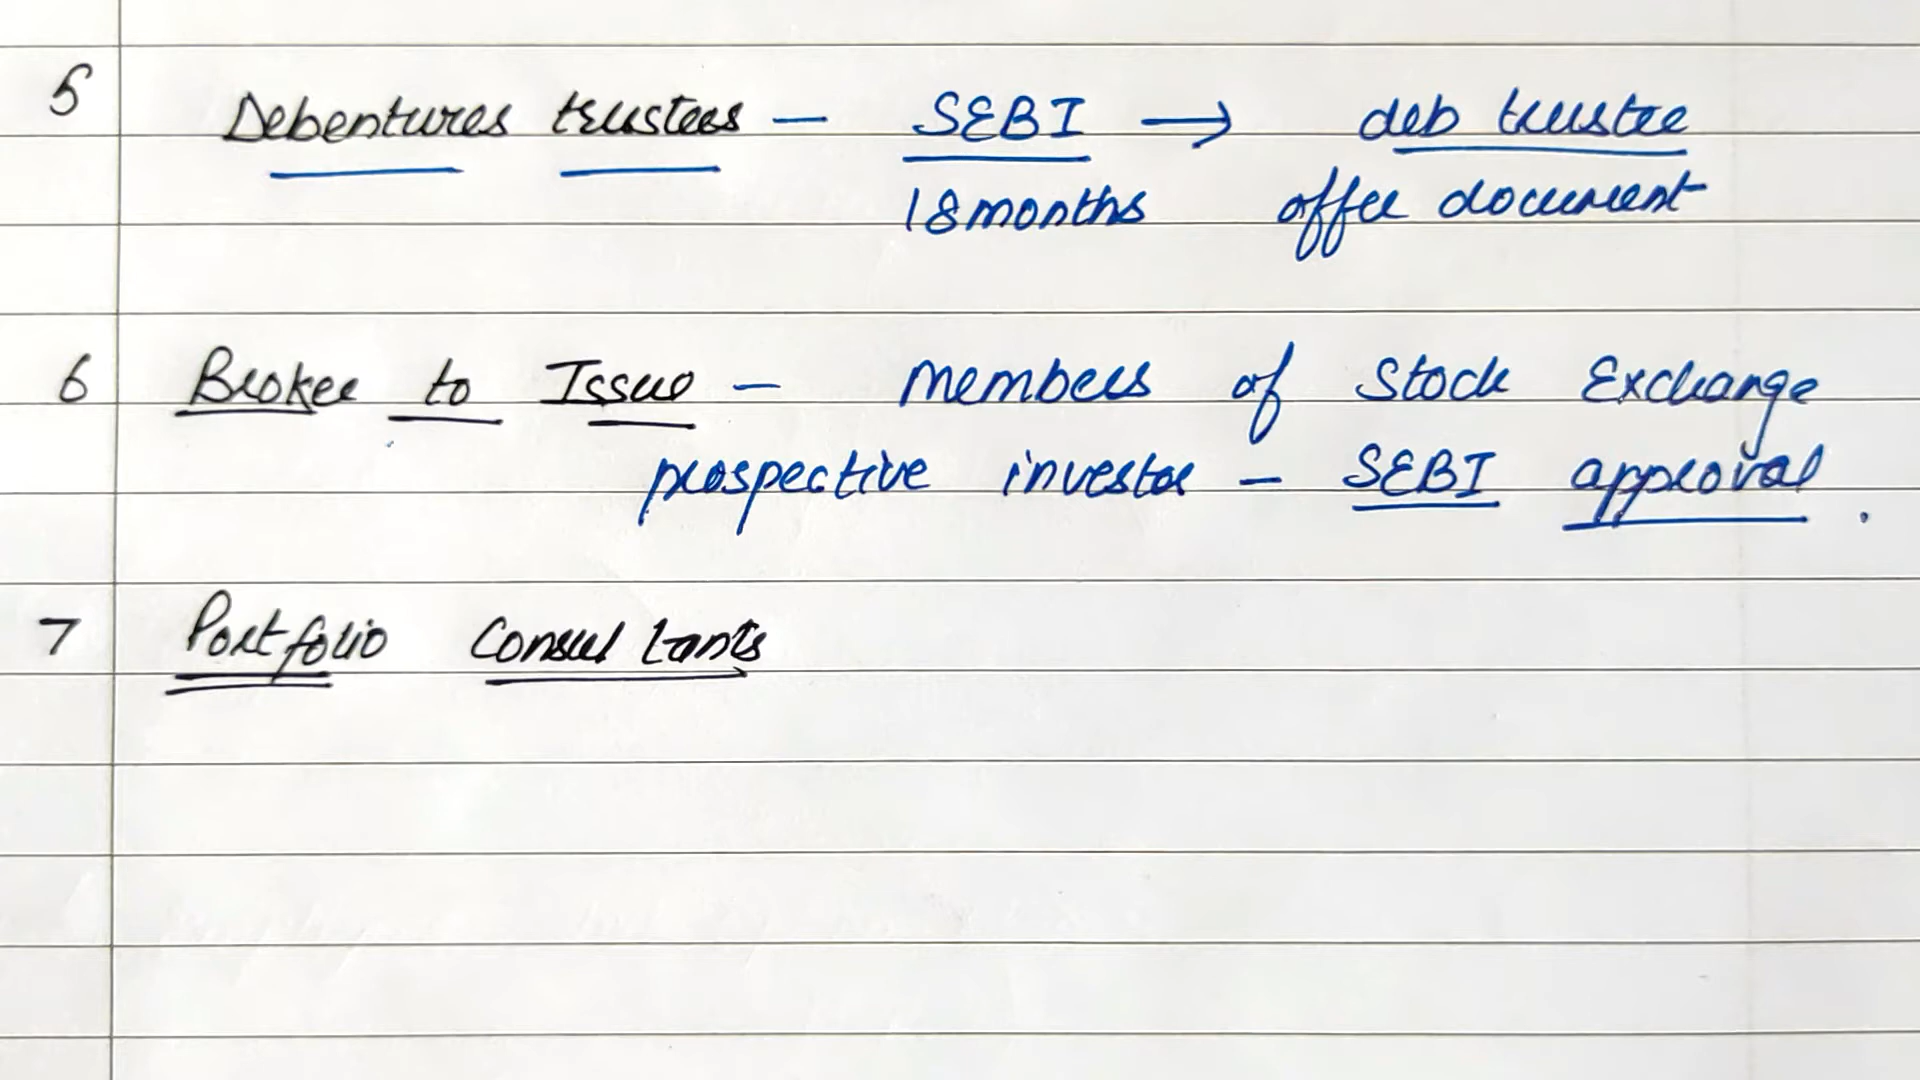 5 Debentures trustees – SEBI → deb trustee
18 months offer document
6 Broker to Issue – members of Stock Exchange
prospective investor – SEBI approval.
7 Portfolio Consultants